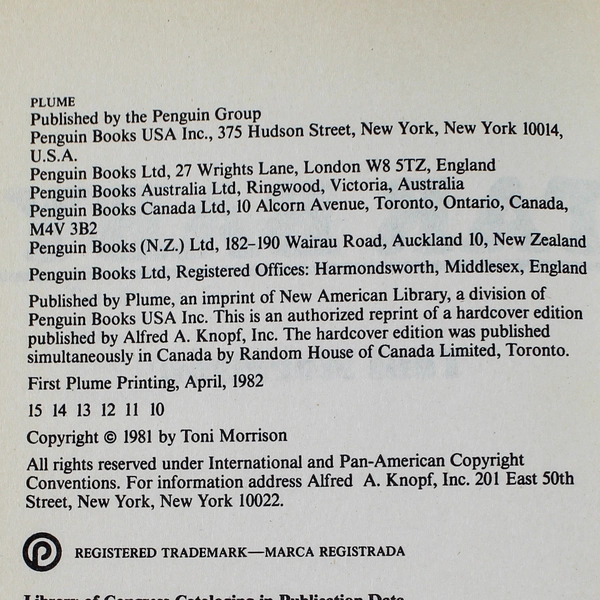 PLUME
Published by the Penguin Group
Penguin Books USA Inc., 375 Hudson Street, New York, New York 10014,
U.S.A.
Penguin Books Ltd, 27 Wrights Lane, London W8 5TZ, England
Penguin Books Australia Ltd, Ringwood, Victoria, Australia
Penguin Books Canada Ltd, 10 Alcorn Avenue, Toronto, Ontario, Canada,
M4V 3B2
Penguin Books (N.Z.) Ltd, 182–190 Wairau Road, Auckland 10, New Zealand
Penguin Books Ltd, Registered Offices: Harmondsworth, Middlesex, England
Published by Plume, an imprint of New American Library, a division of
Penguin Books USA Inc. This is an authorized reprint of a hardcover edition
published by Alfred A. Knopf, Inc. The hardcover edition was published
simultaneously in Canada by Random House of Canada Limited, Toronto.
First Plume Printing, April, 1982
15 14 13 12 11 10
Copyright © 1981 by Toni Morrison
All rights reserved under International and Pan-American Copyright
Conventions. For information address Alfred A. Knopf, Inc. 201 East 50th
Street, New York, New York 10022.
REGISTERED TRADEMARK—MARCA REGISTRADA
Library of Congress Cataloging in Publication Data